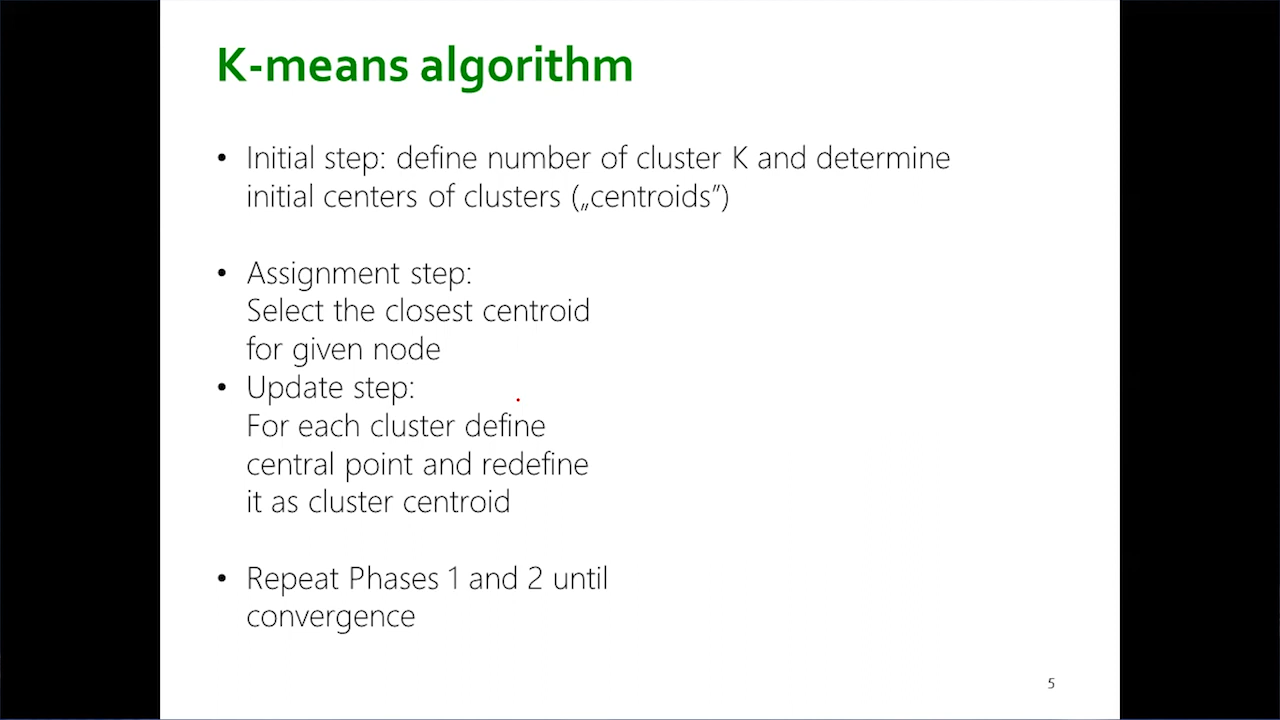 K-means algorithm
• Initial step: define number of cluster K and determine
initial centers of clusters („centroids”)
• Assignment step:
Select the closest centroid
for given node
• Update step:
For each cluster define
central point and redefine
it as cluster centroid
• Repeat Phases 1 and 2 until
convergence
5